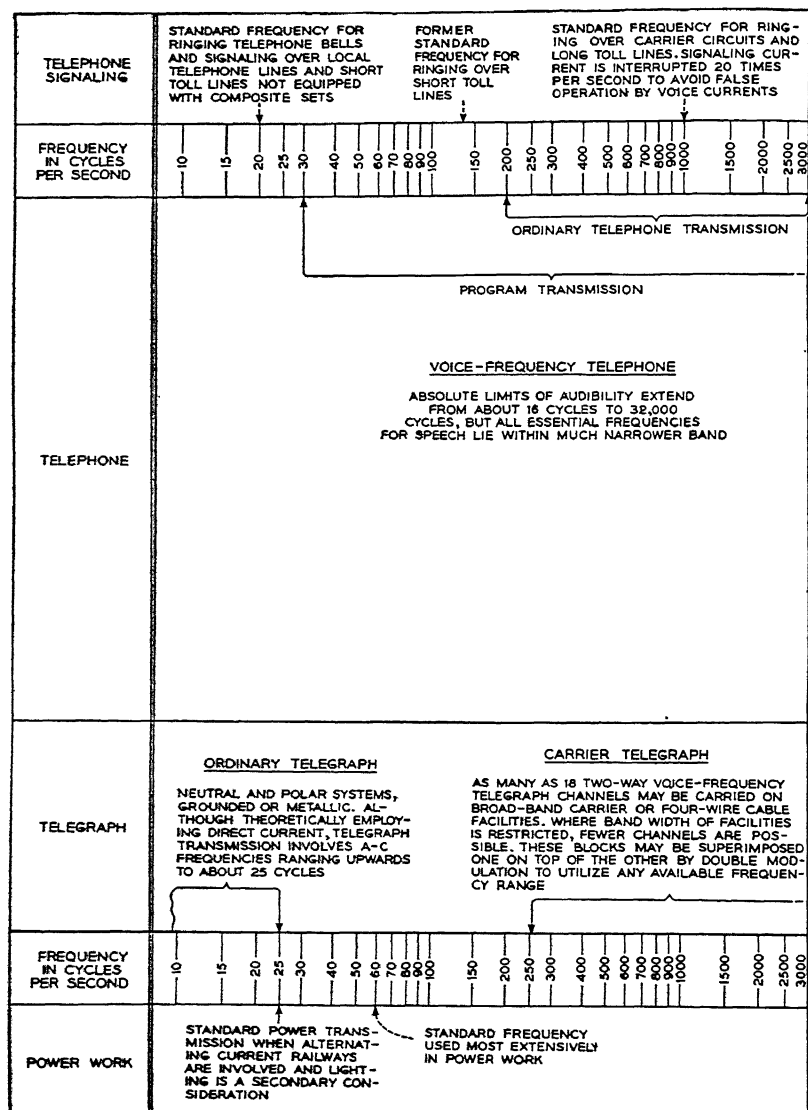 TELEPHONE
SIGNALING
STANDARD FREQUENCY FOR
RINGING TELEPHONE BELLS
AND SIGNALING OVER LOCAL
TELEPHONE LINES AND SHORT
TOLL LINES NOT EQUIPPED
WITH COMPOSITE SETS
FORMER
STANDARD
FREQUENCY FOR
RINGING OVER
SHORT TOLL
LINES
STANDARD FREQUENCY FOR RING-
ING OVER CARRIER CIRCUITS AND
LONG TOLL LINES. SIGNALING CUR-
RENT IS INTERRUPTED 20 TIMES
PER SECOND TO AVOID FALSE
OPERATION BY VOICE CURRENTS
FREQUENCY
IN CYCLES
PER SECOND
10 15 20 25 30 40 50 60 70 80 90 100 150 200 250 300 400 500 600 700 800 900 1000 1500 2000 2500 3000
ORDINARY TELEPHONE TRANSMISSION
PROGRAM TRANSMISSION
TELEPHONE
VOICE-FREQUENCY TELEPHONE
ABSOLUTE LIMITS OF AUDIBILITY EXTEND
FROM ABOUT 16 CYCLES TO 32,000
CYCLES, BUT ALL ESSENTIAL FREQUENCIES
FOR SPEECH LIE WITHIN MUCH NARROWER BAND
TELEGRAPH
ORDINARY TELEGRAPH
NEUTRAL AND POLAR SYSTEMS,
GROUNDED OR METALLIC. AL-
THOUGH THEORETICALLY EMPLOY-
ING DIRECT CURRENT, TELEGRAPH
TRANSMISSION INVOLVES A-C
FREQUENCIES RANGING UPWARDS
TO ABOUT 25 CYCLES
CARRIER TELEGRAPH
AS MANY AS 18 TWO-WAY VOICE-FREQUENCY
TELEGRAPH CHANNELS MAY BE CARRIED ON
BROAD-BAND CARRIER OR FOUR-WIRE CABLE
FACILITIES. WHERE BAND WIDTH OF FACILITIES
IS RESTRICTED, FEWER CHANNELS ARE POS-
SIBLE. THESE BLOCKS MAY BE SUPERIMPOSED
ONE ON TOP OF THE OTHER BY DOUBLE MOD-
ULATION TO UTILIZE ANY AVAILABLE FREQUEN-
CY RANGE
FREQUENCY
IN CYCLES
PER SECOND
10 15 20 25 30 40 50 60 70 80 90 100 150 200 250 300 400 500 600 700 800 900 1000 1500 2000 2500 3000
POWER WORK
STANDARD POWER TRANS-
MISSION WHEN ALTERNAT-
ING CURRENT RAILWAYS
ARE INVOLVED AND LIGHT-
ING IS A SECONDARY CON-
SIDERATION
STANDARD FREQUENCY
USED MOST EXTENSIVELY
IN POWER WORK